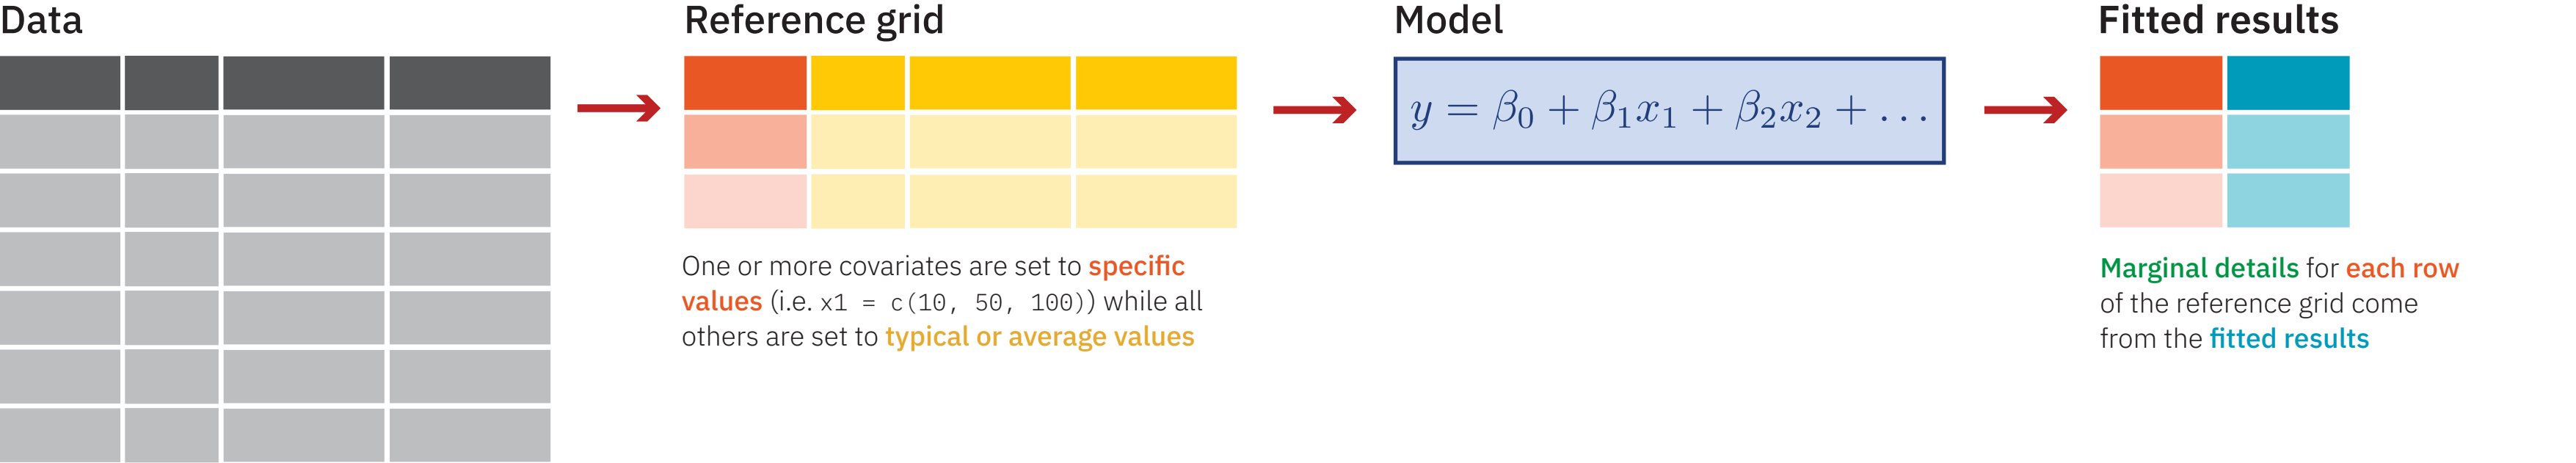 Data
Reference grid
One or more covariates are set to specific
values (i.e. x1 = c(10, 50, 100)) while all
others are set to typical or average values
Model
y = β₀ + β₁x₁ + β₂x₂ + …
Fitted results
Marginal details for each row
of the reference grid come
from the fitted results